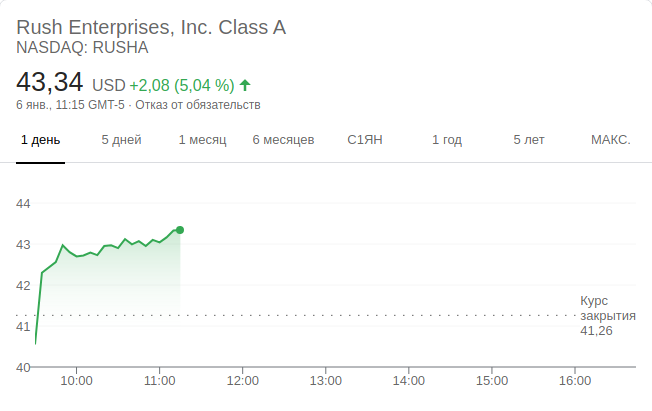 Rush Enterprises, Inc. Class A
NASDAQ: RUSHA
43,34 USD +2,08 (5,04 %)
6 янв., 11:15 GMT-5 · Отказ от обязательств
1 день 5 дней 1 месяц 6 месяцев С1ЯН 1 год 5 лет МАКС.
44
43
42
41
40
Курс
закрытия
41,26
10:00 11:00 12:00 13:00 14:00 15:00 16:00